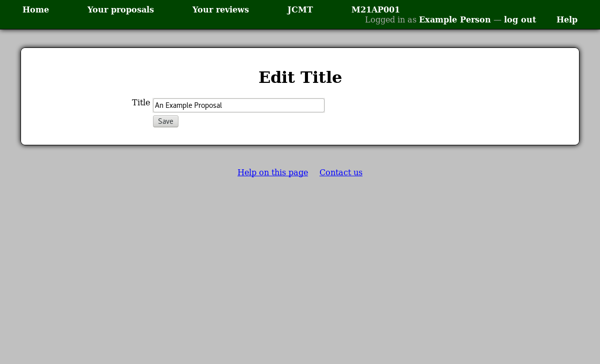 Home Your proposals Your reviews JCMT M21AP001
Logged in as Example Person — log out Help
Edit Title
Title An Example Proposal
Save
Help on this page Contact us